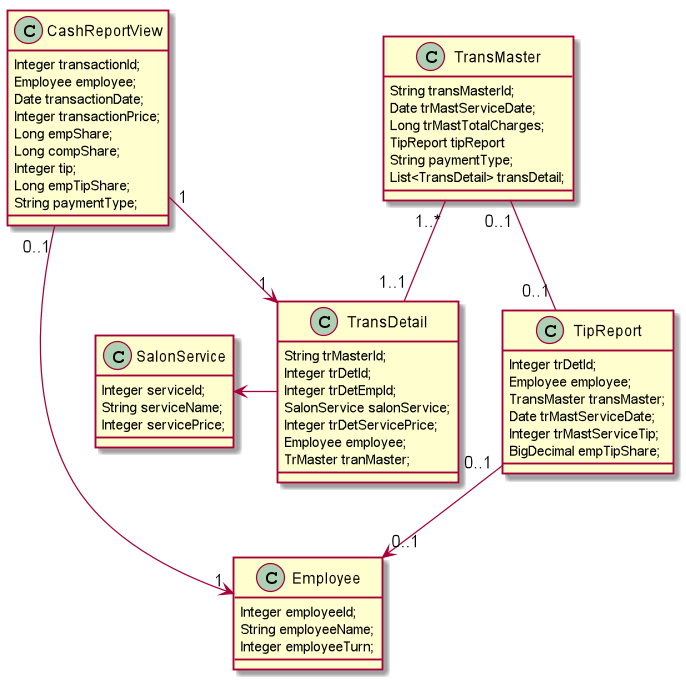 C CashReportView
Integer transactionId;
Employee employee;
Date transactionDate;
Integer transactionPrice;
Long empShare;
Long compShare;
Integer tip;
Long empTipShare;
String paymentType;
C TransMaster
String transMasterId;
Date trMastServiceDate;
Long trMastTotalCharges;
TipReport tipReport
String paymentType;
List<TransDetail> transDetail;
1
0..1
1..*
0..1
1
1..1
0..1
C TransDetail
String trMasterId;
Integer trDetId;
Integer trDetEmpId;
SalonService salonService;
Integer trDetServicePrice;
Employee employee;
TrMaster tranMaster;
C TipReport
Integer trDetId;
Employee employee;
TransMaster transMaster;
Date trMastServiceDate;
Integer trMastServiceTip;
BigDecimal empTipShare;
C SalonService
Integer serviceId;
String serviceName;
Integer servicePrice;
0..1
0..1
1
C Employee
Integer employeeId;
String employeeName;
Integer employeeTurn;